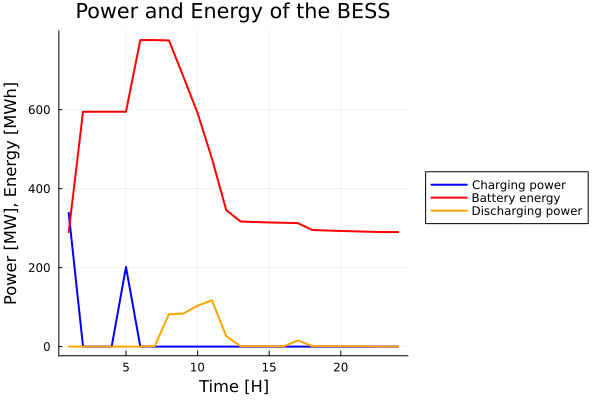 Power and Energy of the BESS
Power [MW], Energy [MWh]
600
400
200
0
5
10
15
20
Time [H]
Charging power
Battery energy
Discharging power